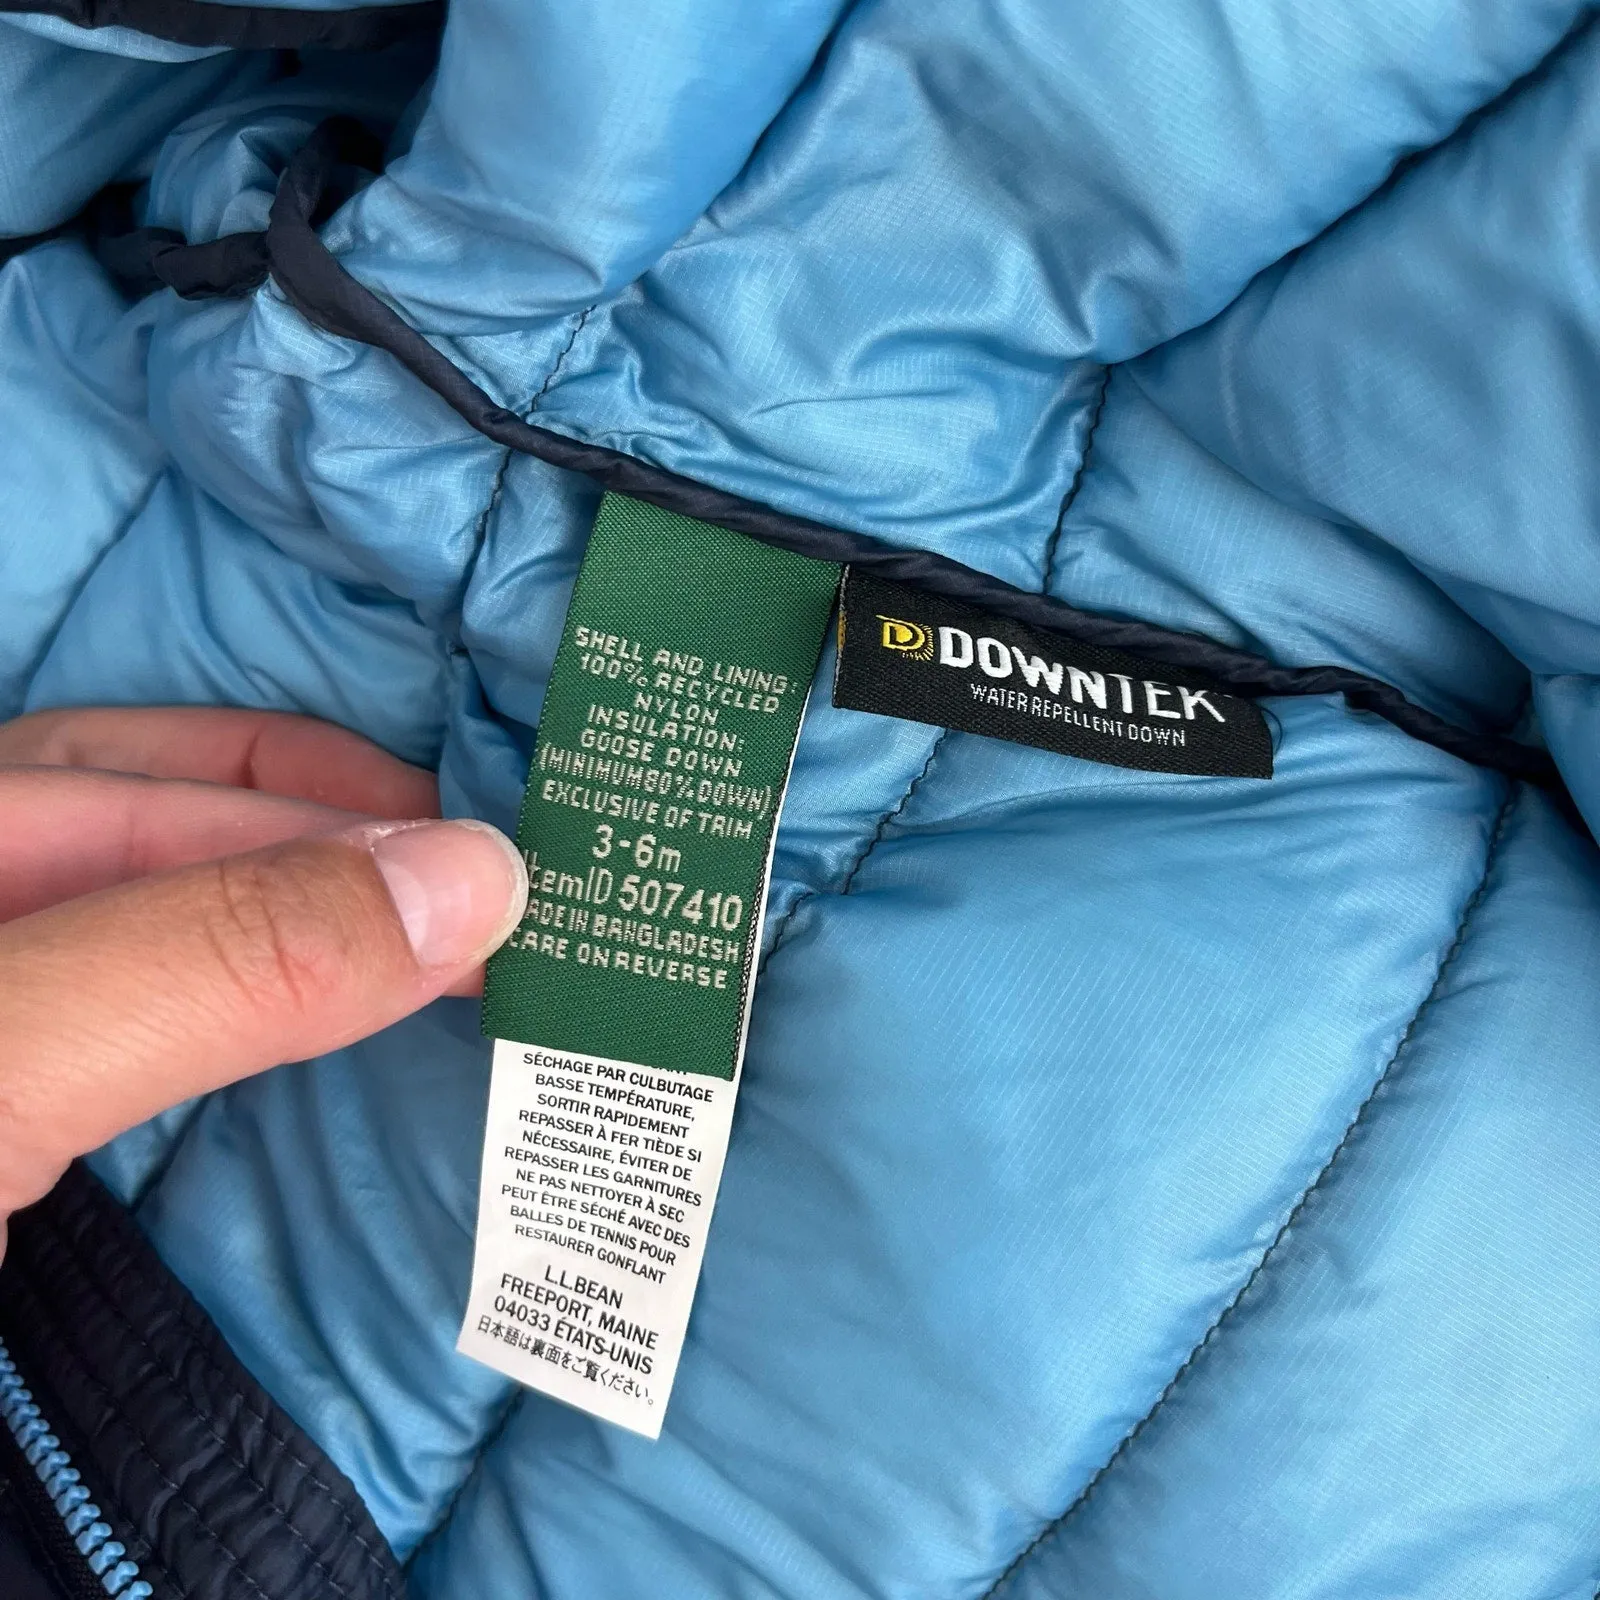 SHELL AND LINING:
100% RECYCLED
NYLON
INSULATION:
GOOSE DOWN
(MINIMUM 80% DOWN)
EXCLUSIVE OF TRIM
3-6m
ItemID 507410
MADE IN BANGLADESH
CARE ON REVERSE
D DOWNTEK
WATER REPELLENT DOWN
SÉCHAGE PAR CULBUTAGE
BASSE TEMPÉRATURE,
SORTIR RAPIDEMENT
REPASSER À FER TIÈDE SI
NÉCESSAIRE, ÉVITER DE
REPASSER LES GARNITURES
NE PAS NETTOYER À SEC
PEUT ÊTRE SÉCHÉ AVEC DES
BALLES DE TENNIS POUR
RESTAURER GONFLANT
L.L.BEAN
FREEPORT, MAINE
04033 ÉTATS-UNIS
日本語は裏面をご覧ください。